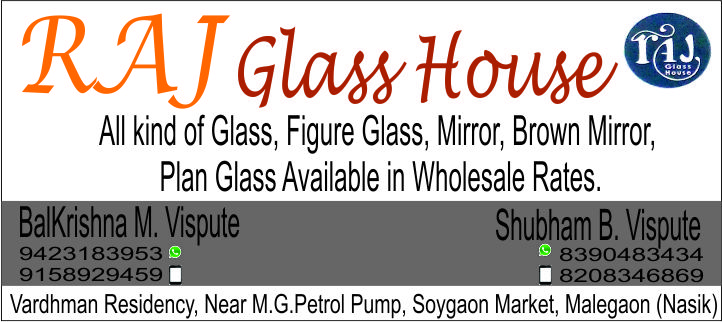 RAJ Glass House
raj
Glass
House
All kind of Glass, Figure Glass, Mirror, Brown Mirror,
Plan Glass Available in Wholesale Rates.
BalKrishna M. Vispute
9423183953
9158929459
Shubham B. Vispute
8390483434
8208346869
Vardhman Residency, Near M.G.Petrol Pump, Soygaon Market, Malegaon (Nasik)